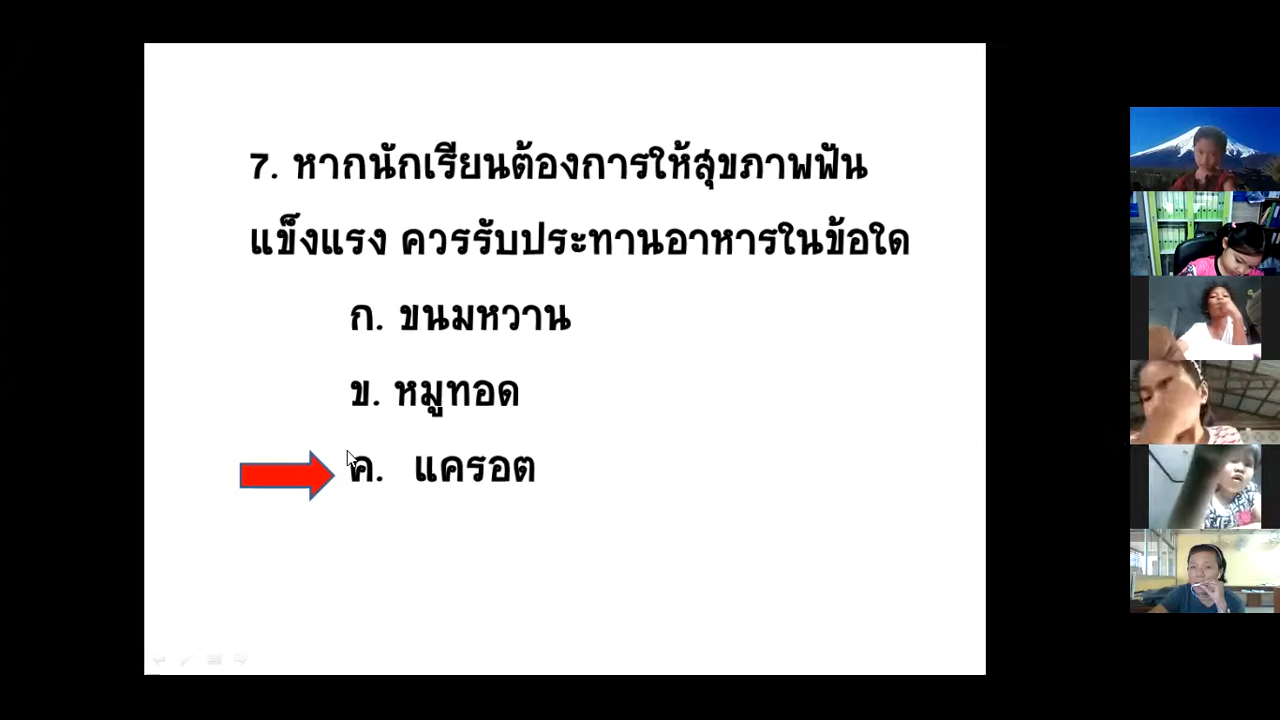 7. หากนักเรียนต้องการให้สุขภาพฟัน
แข็งแรง ควรรับประทานอาหารในข้อใด
ก. ขนมหวาน
ข. หมูทอด
ค. แครอต